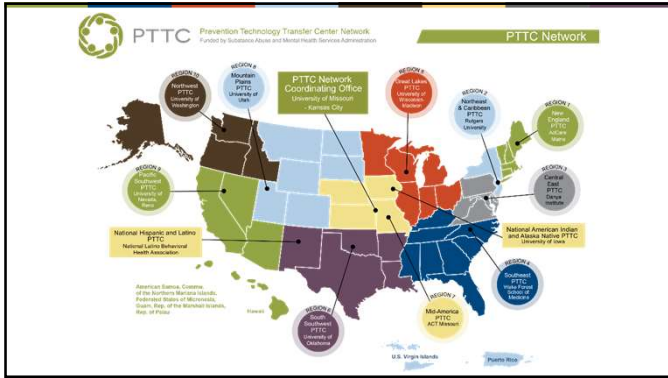 PTTC
Prevention Technology Transfer Center Network
Funded by Substance Abuse and Mental Health Services Administration
PTTC Network
REGION 10
Northwest
PTTC
University of
Washington
REGION 8
Mountain
Plains
PTTC
University of
Utah
PTTC Network
Coordinating Office
University of Missouri
- Kansas City
REGION 5
Great Lakes
PTTC
University of
Wisconsin
Madison
REGION 2
Northeast
& Caribbean
PTTC
Rutgers
University
REGION 1
New
England
PTTC
AdCare
Maine
REGION 9
Pacific
Southwest
PTTC
University of
Nevada,
Reno
REGION 3
Central
East
PTTC
Danya
Institute
National Hispanic and Latino
PTTC
National Latino Behavioral
Health Association
National American Indian
and Alaska Native PTTC
University of Iowa
REGION 4
Southeast
PTTC
Wake Forest
School of
Medicine
American Samoa, Comm.
of the Northern Mariana Islands,
Federated States of Micronesia,
Guam, Rep. of the Marshall Islands,
Rep. of Palau
Hawaii
REGION 6
South
Southwest
PTTC
University of
Oklahoma
REGION 7
Mid-America
PTTC
ACT Missouri
U.S. Virgin Islands
Puerto Rico